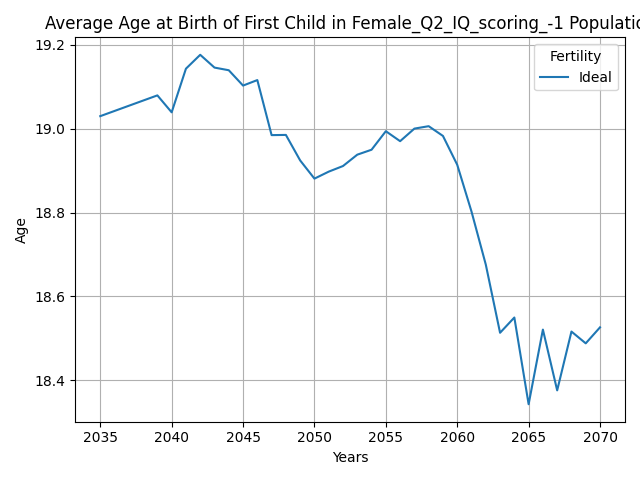 Average Age at Birth of First Child in Female_Q2_IQ_scoring_-1 Populatio
19.2
19.0
18.8
18.6
18.4
Age
Fertility
Ideal
2035 2040 2045 2050 2055 2060 2065 2070
Years